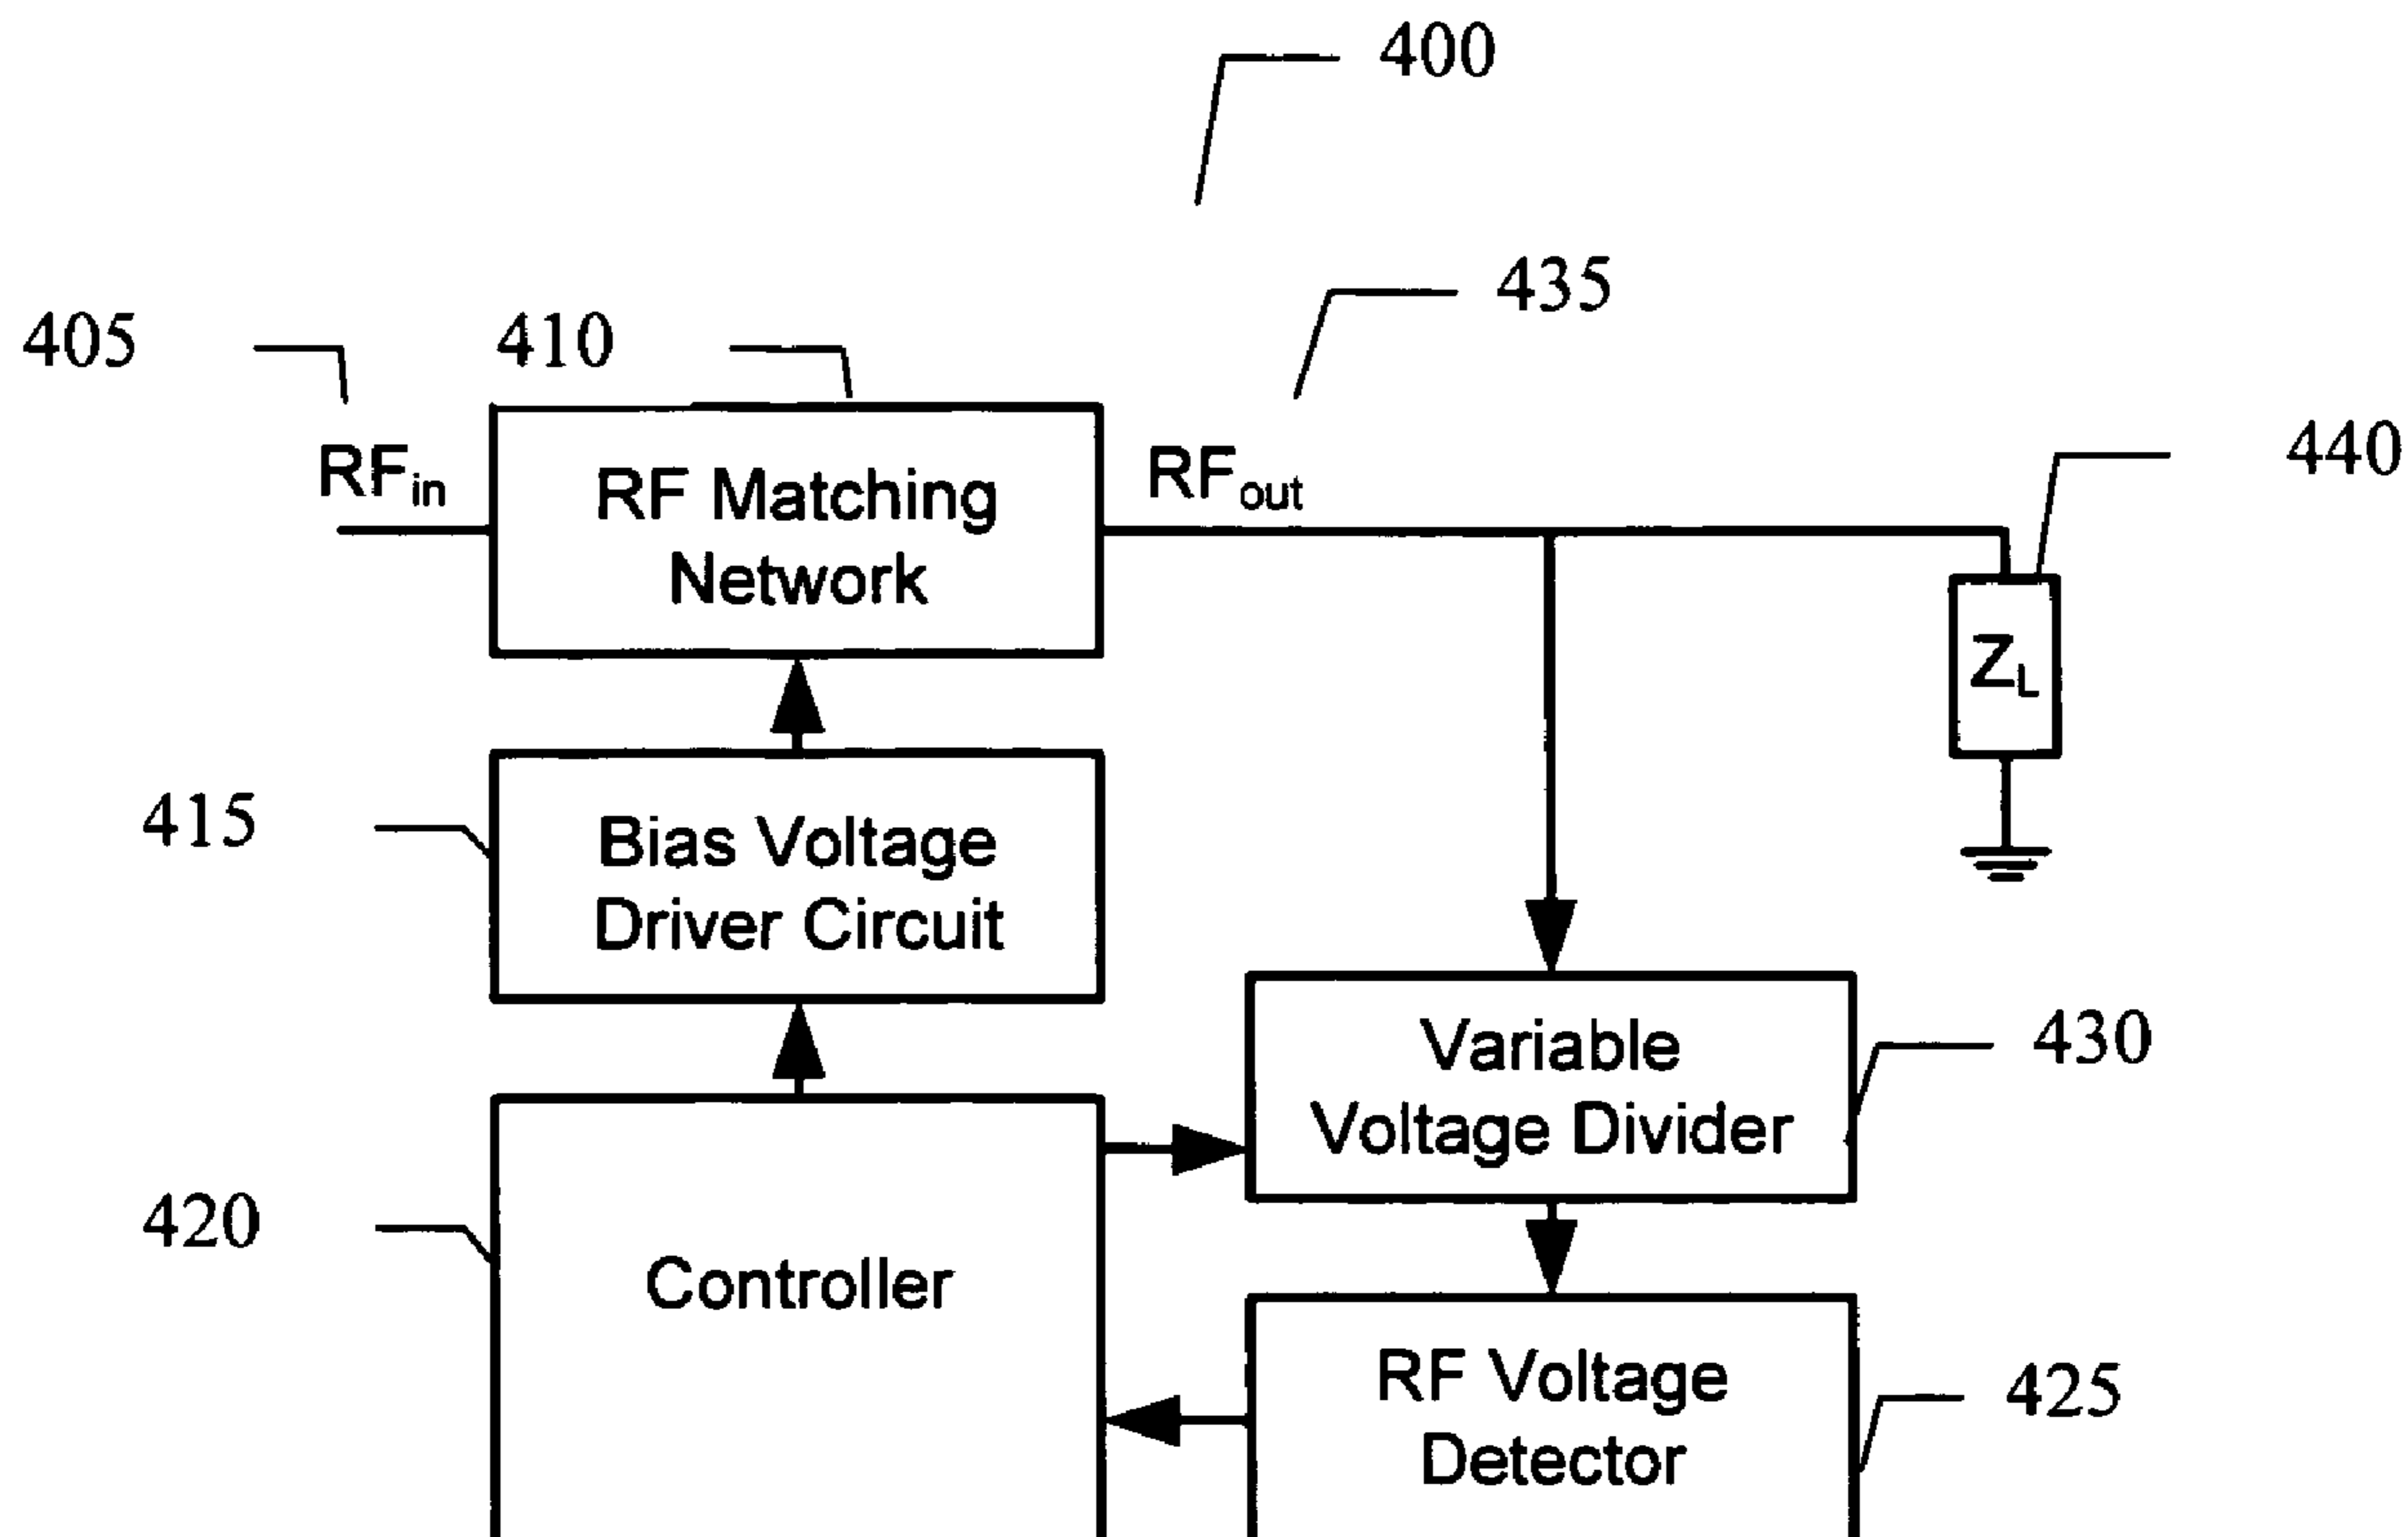 400
435
405
410
440
RFin
RF Matching
Network
RFout
ZL
415
Bias Voltage
Driver Circuit
Variable
Voltage Divider
430
420
Controller
RF Voltage
Detector
425